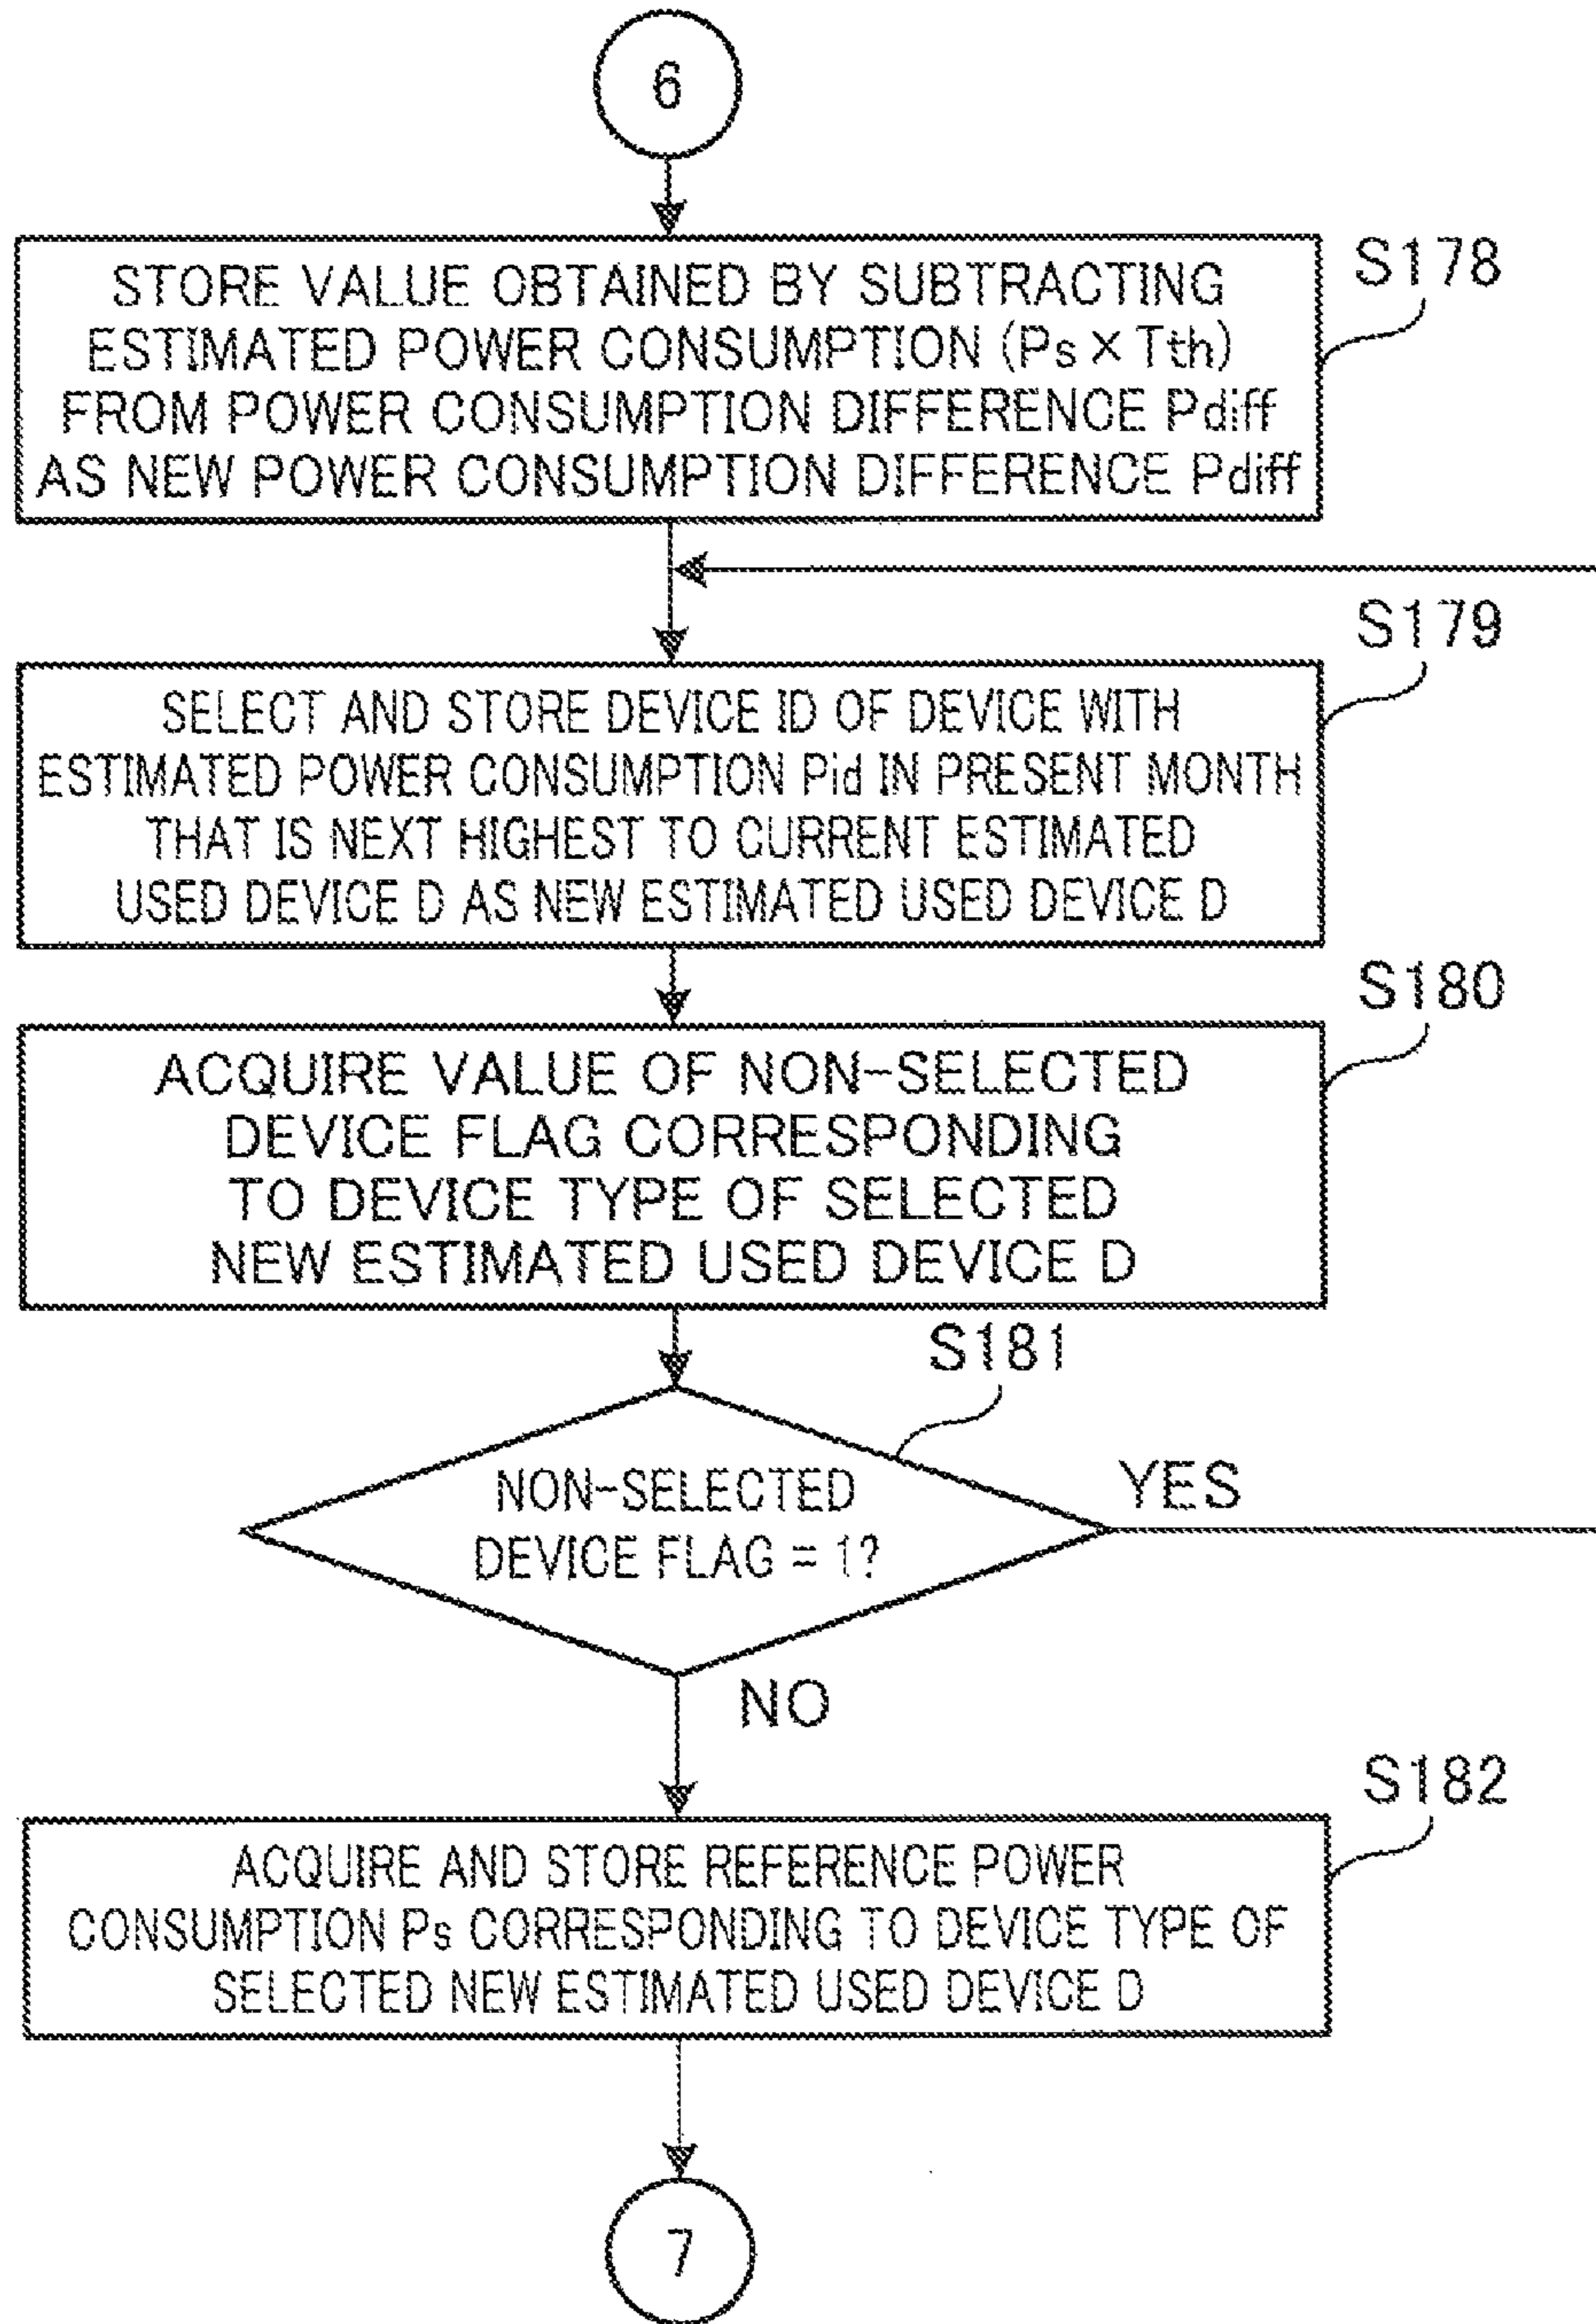 6
S178
STORE VALUE OBTAINED BY SUBTRACTING
ESTIMATED POWER CONSUMPTION (Ps × Tth)
FROM POWER CONSUMPTION DIFFERENCE Pdiff
AS NEW POWER CONSUMPTION DIFFERENCE Pdiff
S179
SELECT AND STORE DEVICE ID OF DEVICE WITH
ESTIMATED POWER CONSUMPTION Pid IN PRESENT MONTH
THAT IS NEXT HIGHEST TO CURRENT ESTIMATED
USED DEVICE D AS NEW ESTIMATED USED DEVICE D
S180
ACQUIRE VALUE OF NON-SELECTED
DEVICE FLAG CORRESPONDING
TO DEVICE TYPE OF SELECTED
NEW ESTIMATED USED DEVICE D
S181
NON-SELECTED
DEVICE FLAG = 1?
YES
NO
S182
ACQUIRE AND STORE REFERENCE POWER
CONSUMPTION Ps CORRESPONDING TO DEVICE TYPE OF
SELECTED NEW ESTIMATED USED DEVICE D
7